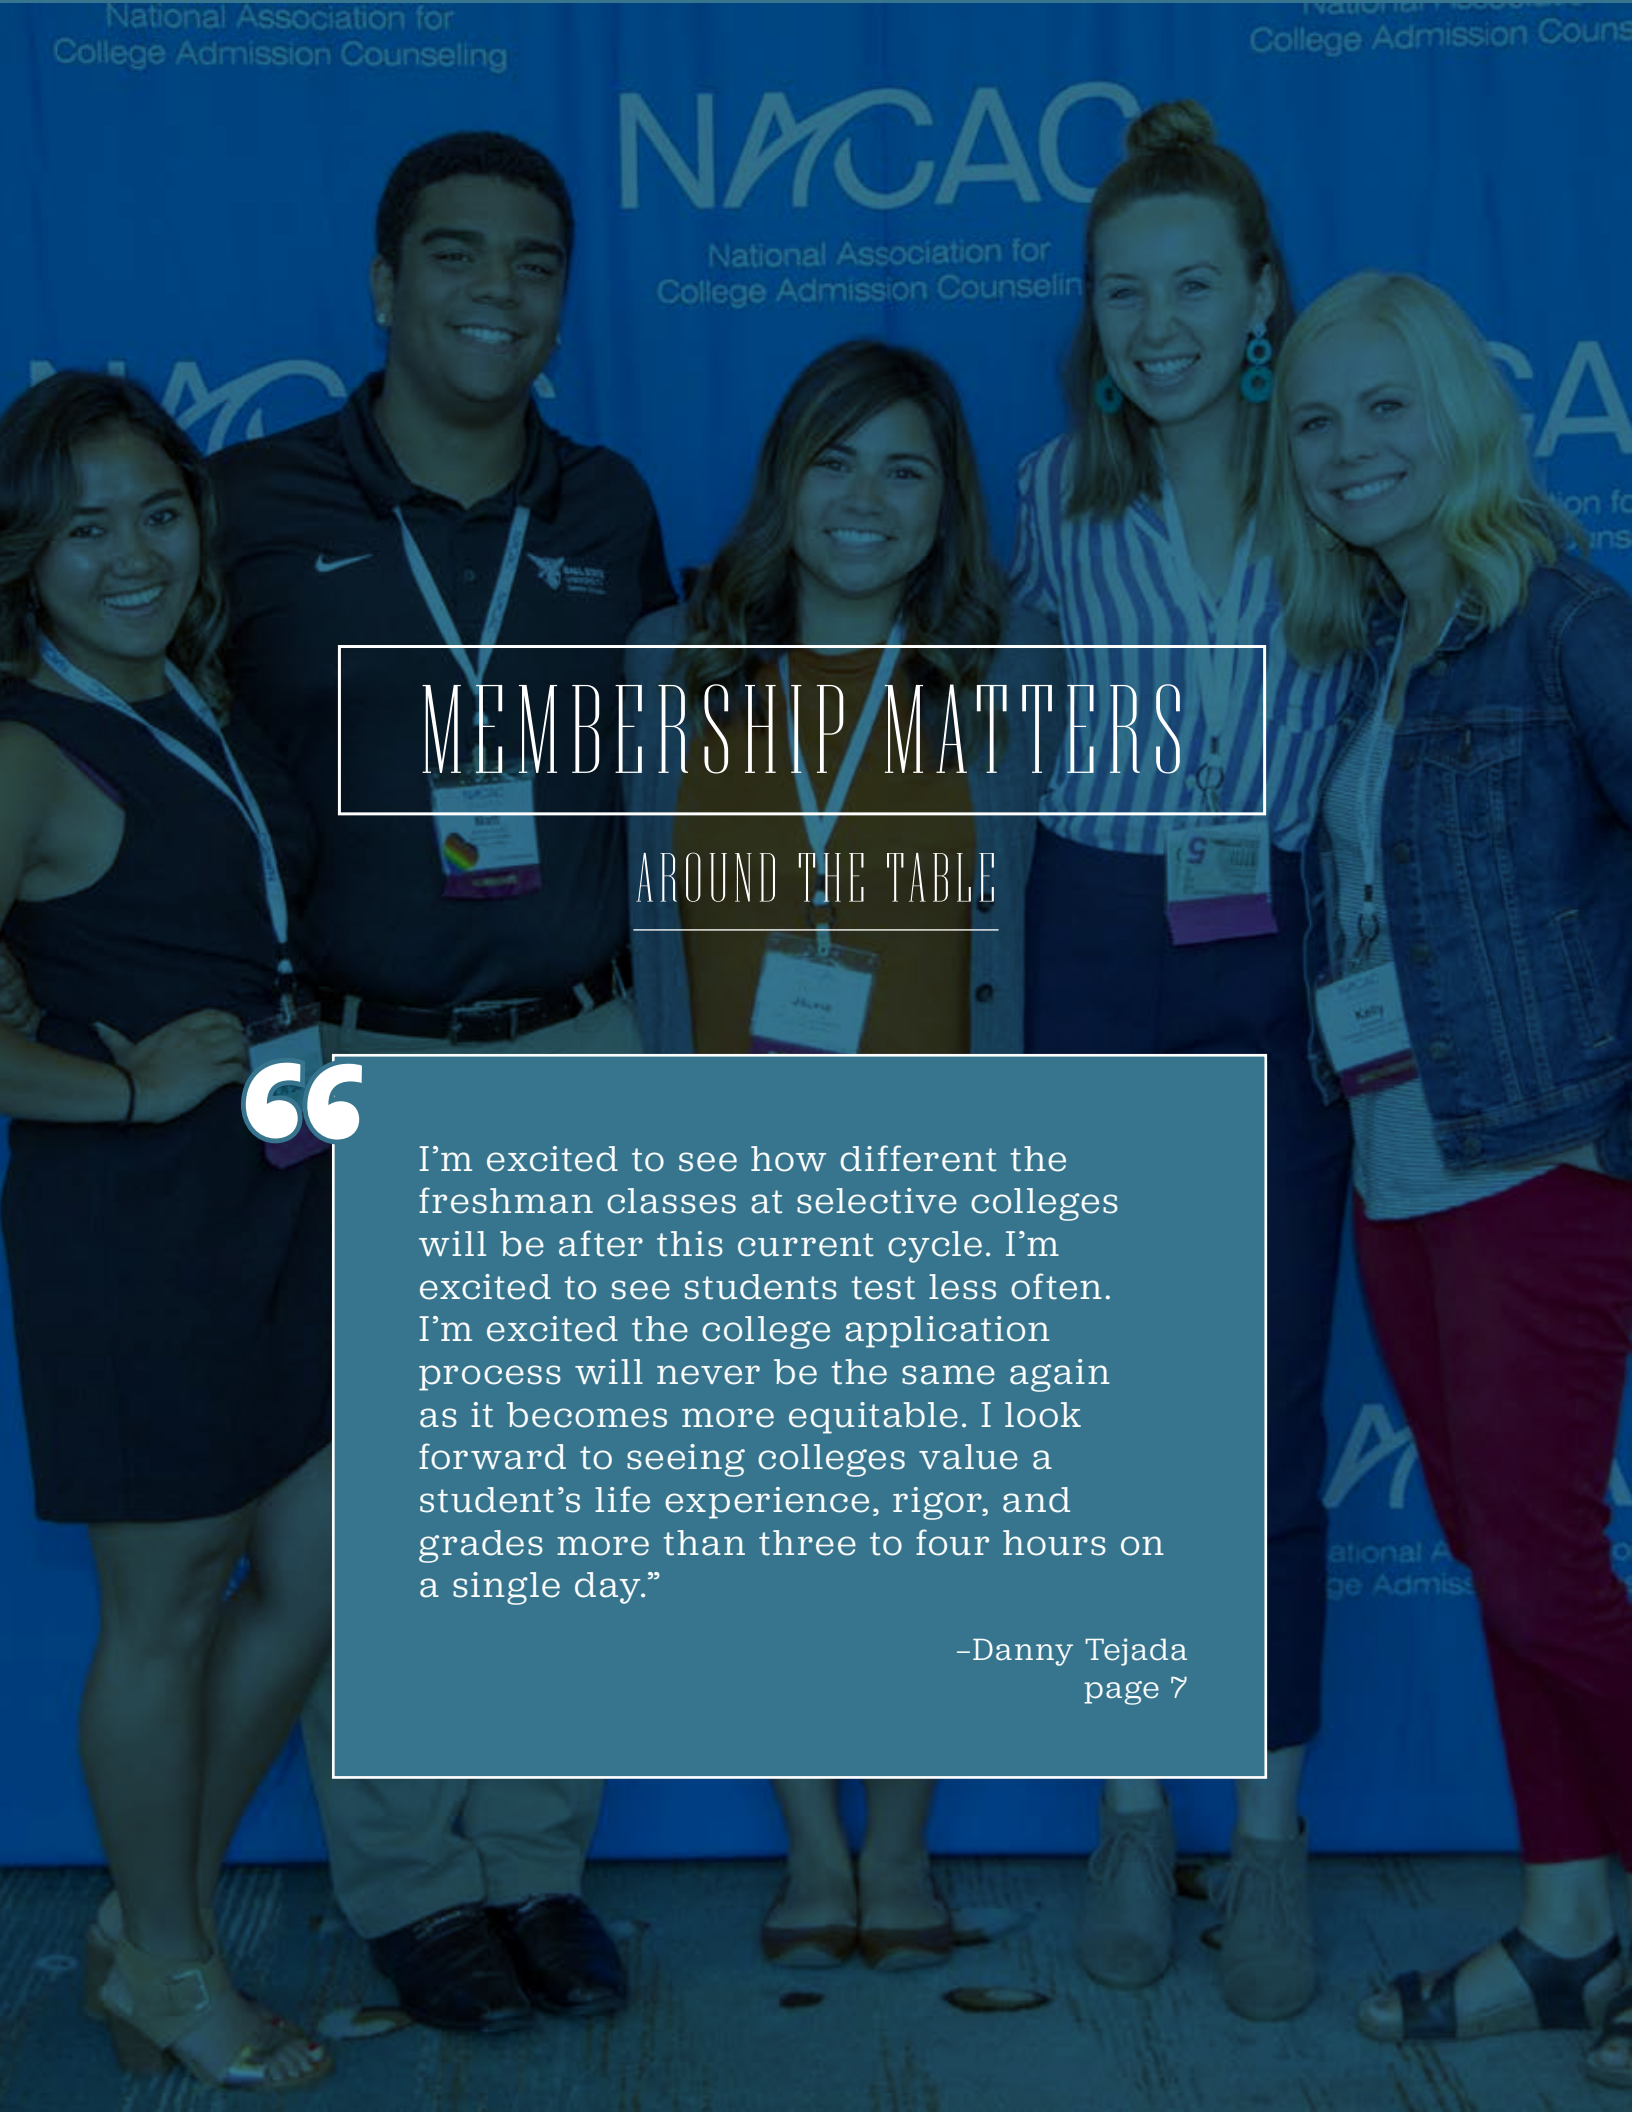 National Association for
College Admission Counseling
College Admission Couns
NACAC
National Association for
College Admission Counselin
MEMBERSHIP MATTERS
AROUND THE TABLE
Kelly
“
I’m excited to see how different the
freshman classes at selective colleges
will be after this current cycle. I’m
excited to see students test less often.
I’m excited the college application
process will never be the same again
as it becomes more equitable. I look
forward to seeing colleges value a
student’s life experience, rigor, and
grades more than three to four hours on
a single day.”
–Danny Tejada
page 7